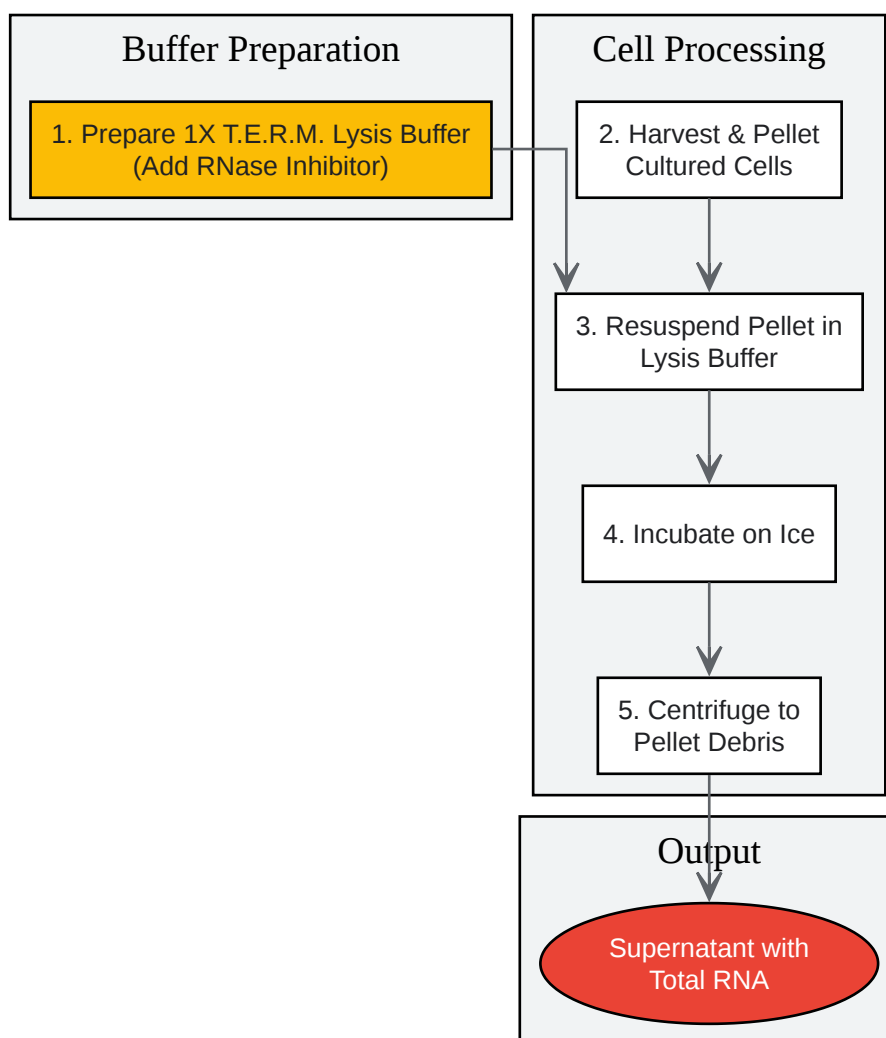 Buffer Preparation
1. Prepare 1X T.E.R.M. Lysis Buffer
(Add RNase Inhibitor)
Cell Processing
2. Harvest & Pellet
Cultured Cells
3. Resuspend Pellet in
Lysis Buffer
4. Incubate on Ice
5. Centrifuge to
Pellet Debris
Output
Supernatant with
Total RNA